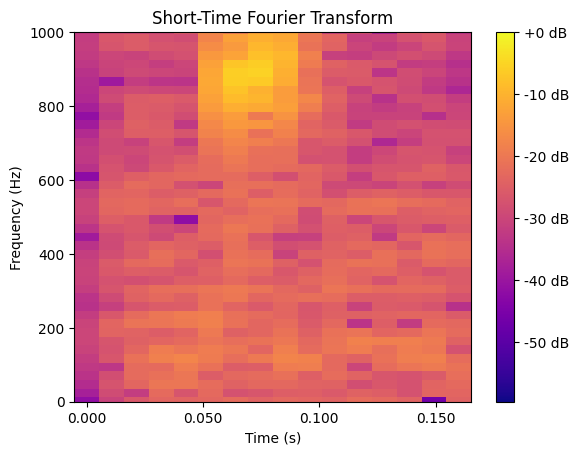 Short-Time Fourier Transform
1000
800
600
400
200
0
Frequency (Hz)
0.000
0.050
0.100
0.150
Time (s)
+0 dB
-10 dB
-20 dB
-30 dB
-40 dB
-50 dB